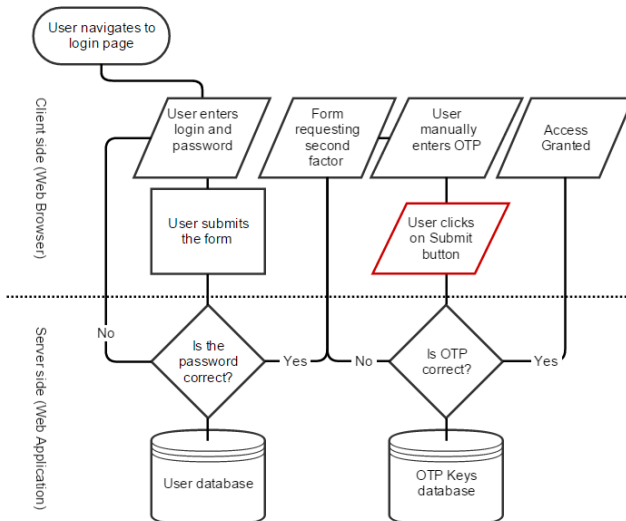 User navigates to
login page
Client side (Web Browser)
User enters
login and
password
Form
requesting
second
factor
User
manually
enters OTP
Access
Granted
User submits
the form
User clicks
on Submit
button
Server side (Web Application)
No
Is the
password
correct?
Yes
No
Is OTP
correct?
Yes
User database
OTP Keys
database